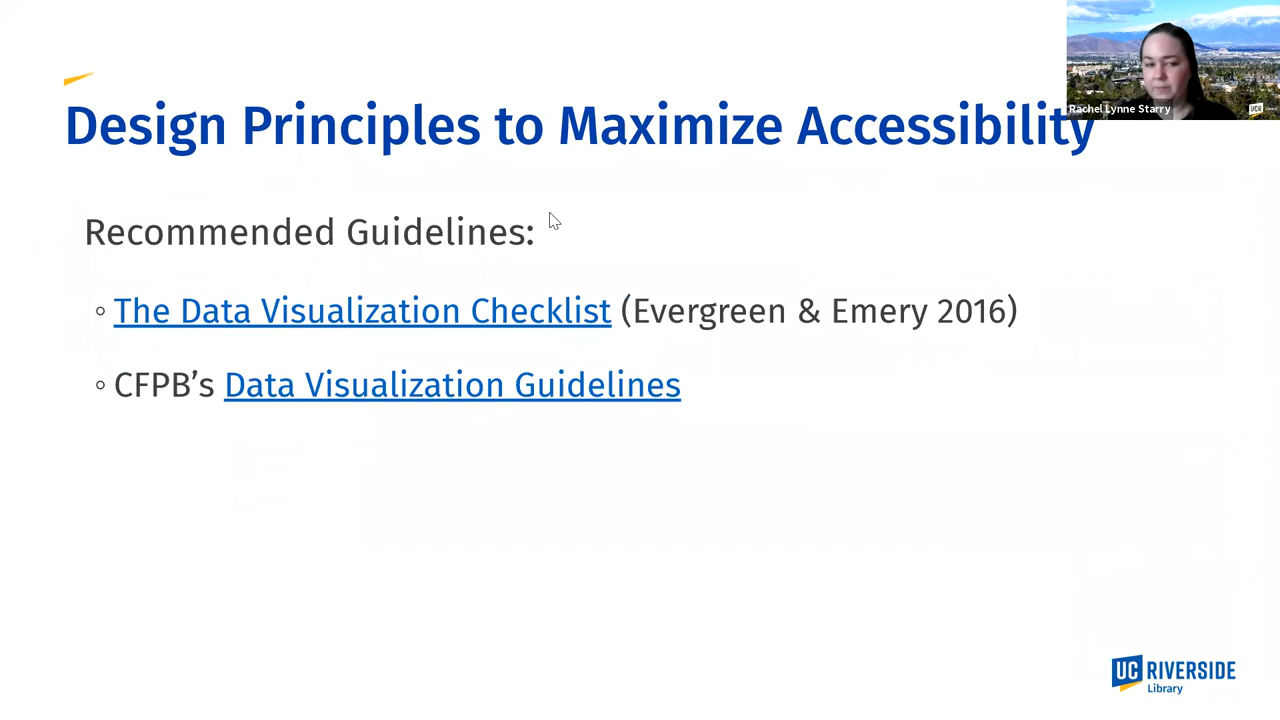 Design Principles to Maximize Accessibility
Rachel Lynne Starry
UCR
Recommended Guidelines:
◦ The Data Visualization Checklist (Evergreen & Emery 2016)
◦ CFPB’s Data Visualization Guidelines
UC RIVERSIDE
Library